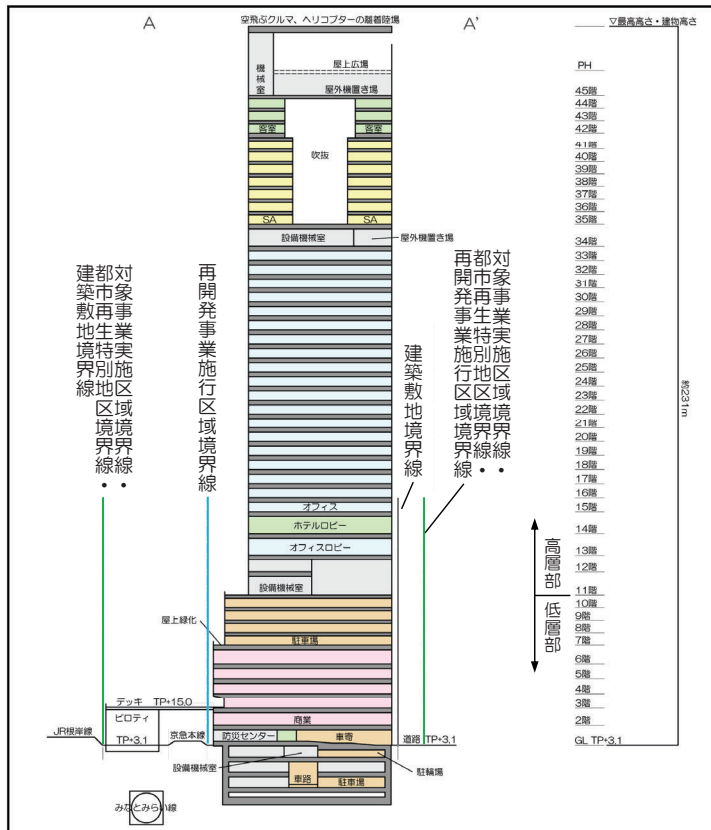 空飛ぶクルマ、ヘリコプターの離着陸場
A
A'
▽最高高さ・建物高さ
機械室
屋上広場
屋外機置き場
PH
45階
44階
43階
42階
41階
40階
39階
38階
37階
36階
35階
34階
33階
32階
31階
30階
29階
28階
27階
26階
25階
24階
23階
22階
21階
20階
19階
18階
17階
16階
15階
14階
13階
12階
11階
10階
9階
8階
7階
6階
5階
4階
3階
2階
GL TP+3.1
約231m
客室
客室
吹抜
SA
SA
設備機械室
屋外機置き場
対象事業実施区域境界線・
都市再生特別地区境界線・
建築敷地境界線
再開発事業施行区域境界線
建築敷地境界線
対象事業実施区域境界線・
都市再生特別地区境界線・
再開発事業施行区域境界線
オフィス
ホテルロビー
オフィスロビー
設備機械室
高層部
低層部
屋上緑化
駐車場
デッキ TP+15.0
ピロティ
商業
JR根岸線
TP+3.1
京急本線
防災センター
車寄
道路 TP+3.1
設備機械室
駐輪場
車路
駐車場
みなとみらい線